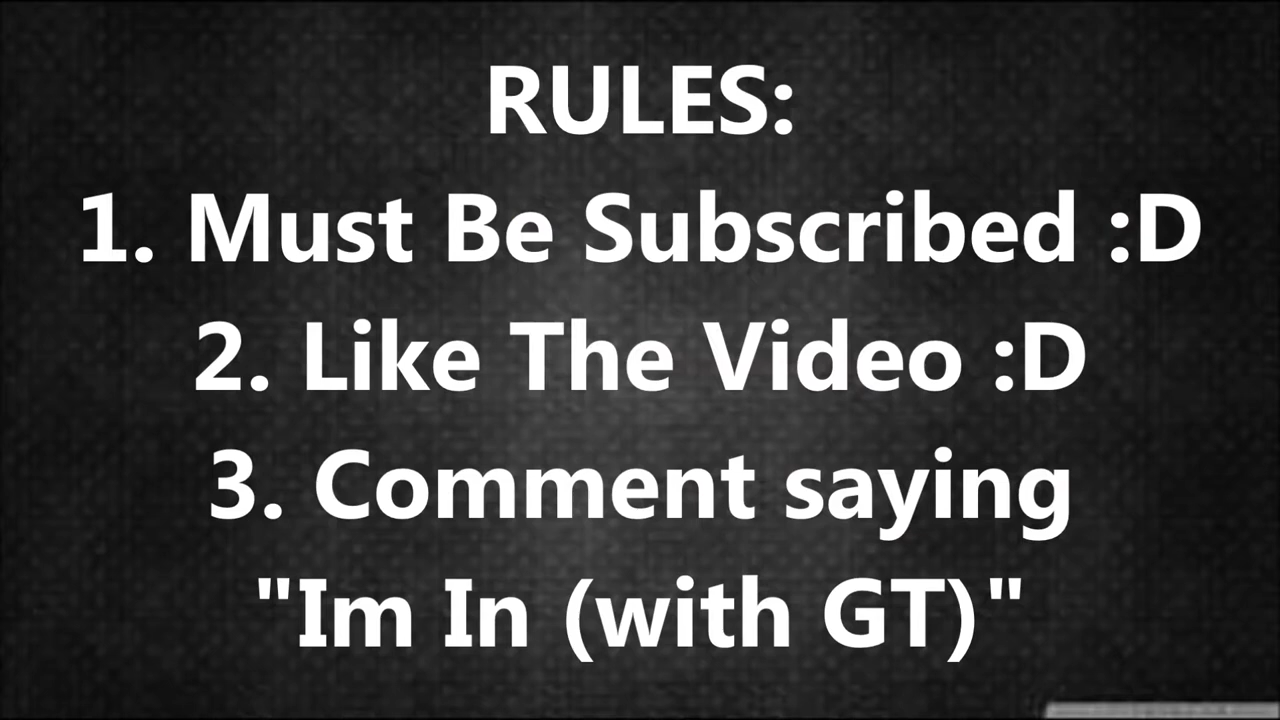 RULES:
1. Must Be Subscribed :D
2. Like The Video :D
3. Comment saying
"Im In (with GT)"